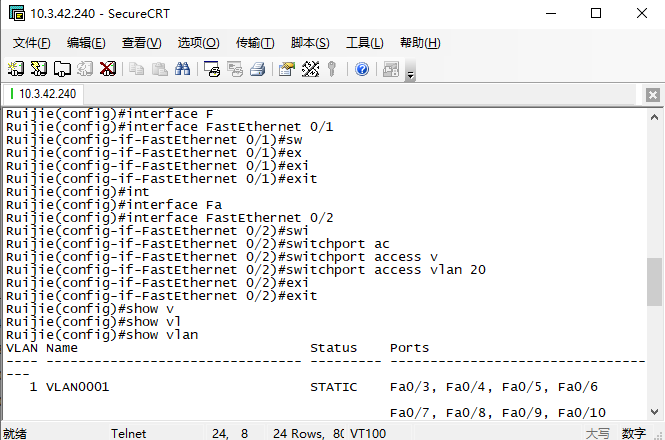 10.3.42.240 - SecureCRT
文件(F) 编辑(E) 查看(V) 选项(O) 传输(T) 脚本(S) 工具(L) 帮助(H)
10.3.42.240
Ruijie(config)#interface F
Ruijie(config)#interface FastEthernet 0/1
Ruijie(config-if-FastEthernet 0/1)#sw
Ruijie(config-if-FastEthernet 0/1)#ex
Ruijie(config-if-FastEthernet 0/1)#exi
Ruijie(config-if-FastEthernet 0/1)#exit
Ruijie(config)#int
Ruijie(config)#interface Fa
Ruijie(config)#interface FastEthernet 0/2
Ruijie(config-if-FastEthernet 0/2)#swi
Ruijie(config-if-FastEthernet 0/2)#switchport ac
Ruijie(config-if-FastEthernet 0/2)#switchport access v
Ruijie(config-if-FastEthernet 0/2)#switchport access vlan 20
Ruijie(config-if-FastEthernet 0/2)#exi
Ruijie(config-if-FastEthernet 0/2)#exit
Ruijie(config)#show v
Ruijie(config)#show vl
Ruijie(config)#show vlan
VLAN Name Status Ports
---- -------------------------------- --------- --------------------------------
---
1 VLAN0001 STATIC Fa0/3, Fa0/4, Fa0/5, Fa0/6
Fa0/7, Fa0/8, Fa0/9, Fa0/10
就绪 Telnet 24, 8 24 Rows, 80 VT100 大写 数字